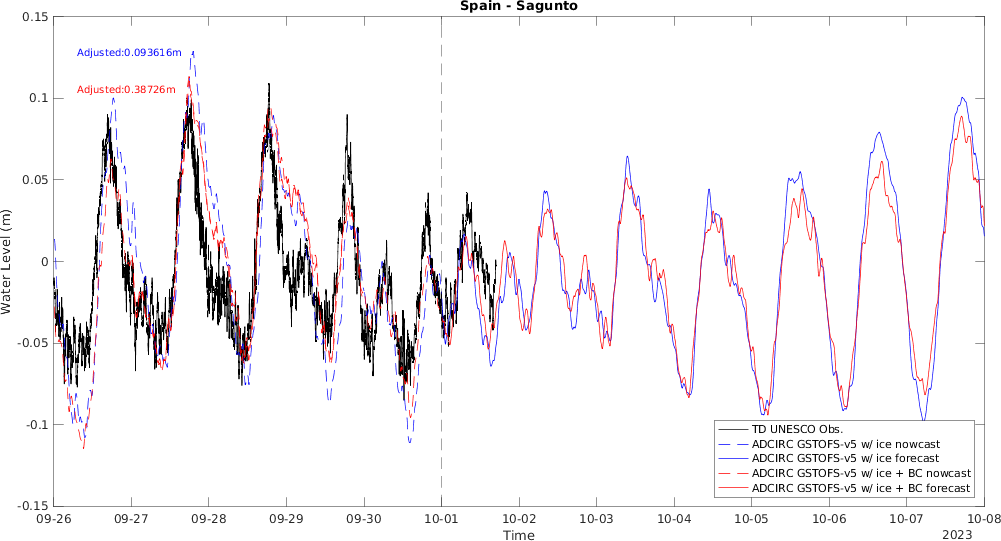 Spain - Sagunto
0.15
0.1
0.05
0
-0.05
-0.1
-0.15
Water Level (m)
Adjusted:0.093616m
Adjusted:0.38726m
TD UNESCO Obs.
ADCIRC GSTOFS-v5 w/ ice nowcast
ADCIRC GSTOFS-v5 w/ ice forecast
ADCIRC GSTOFS-v5 w/ ice + BC nowcast
ADCIRC GSTOFS-v5 w/ ice + BC forecast
09-26 09-27 09-28 09-29 09-30 10-01 10-02 10-03 10-04 10-05 10-06 10-07 10-08
Time
2023